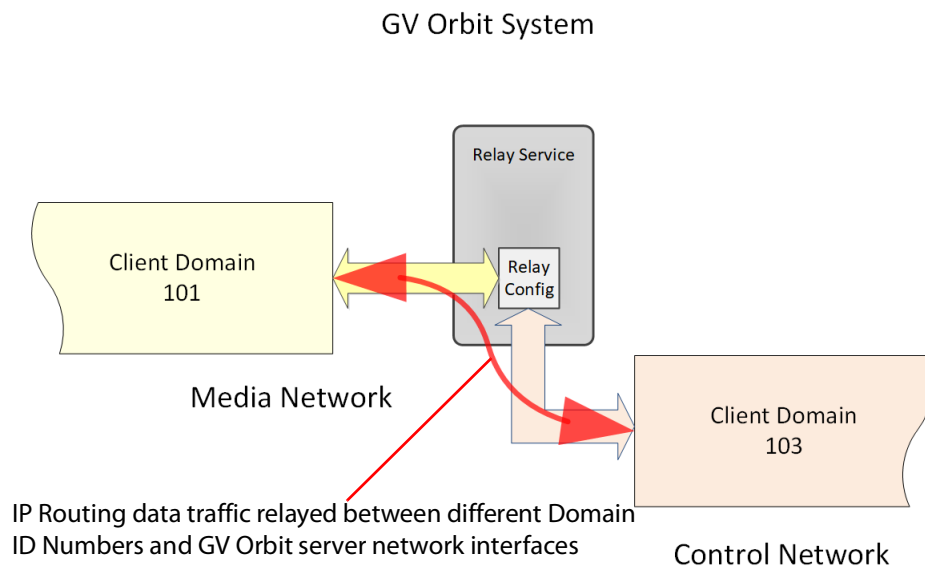 GV Orbit System
Relay Service
Client Domain
101
Relay
Config
Media Network
Client Domain
103
IP Routing data traffic relayed between different Domain
ID Numbers and GV Orbit server network interfaces
Control Network